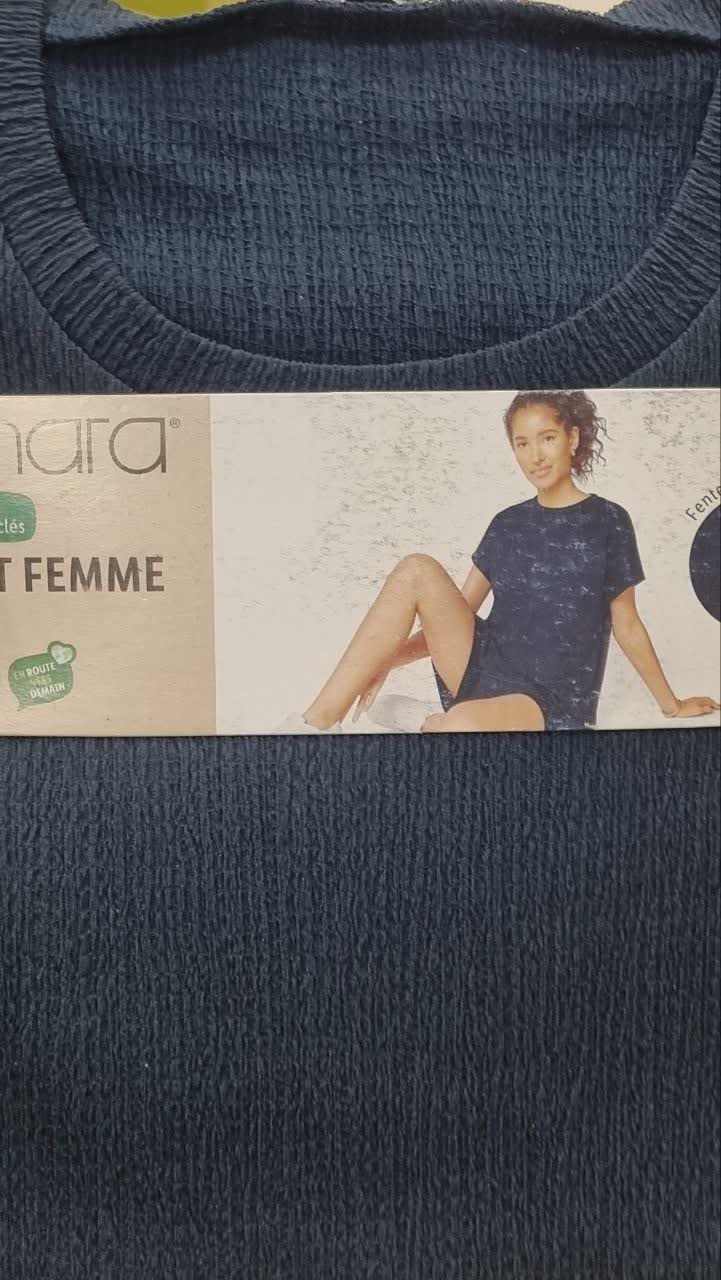 nara®
clés
T FEMME
EN ROUTE
VERS
DEMAIN
Fente